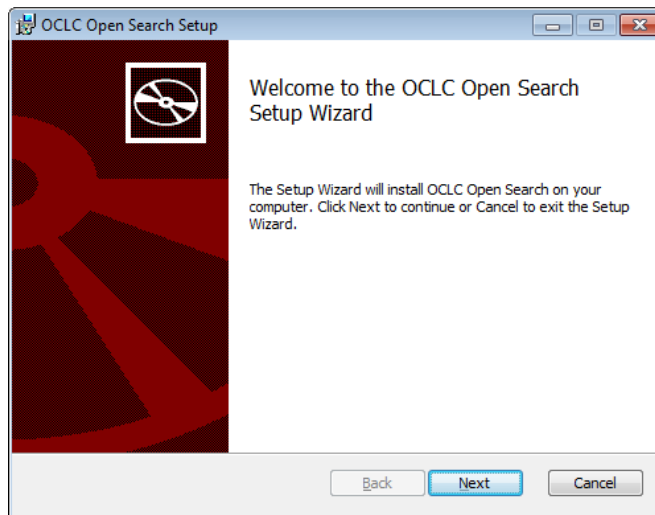 OCLC Open Search Setup
Welcome to the OCLC Open Search
Setup Wizard
The Setup Wizard will install OCLC Open Search on your
computer. Click Next to continue or Cancel to exit the Setup
Wizard.
Back Next Cancel